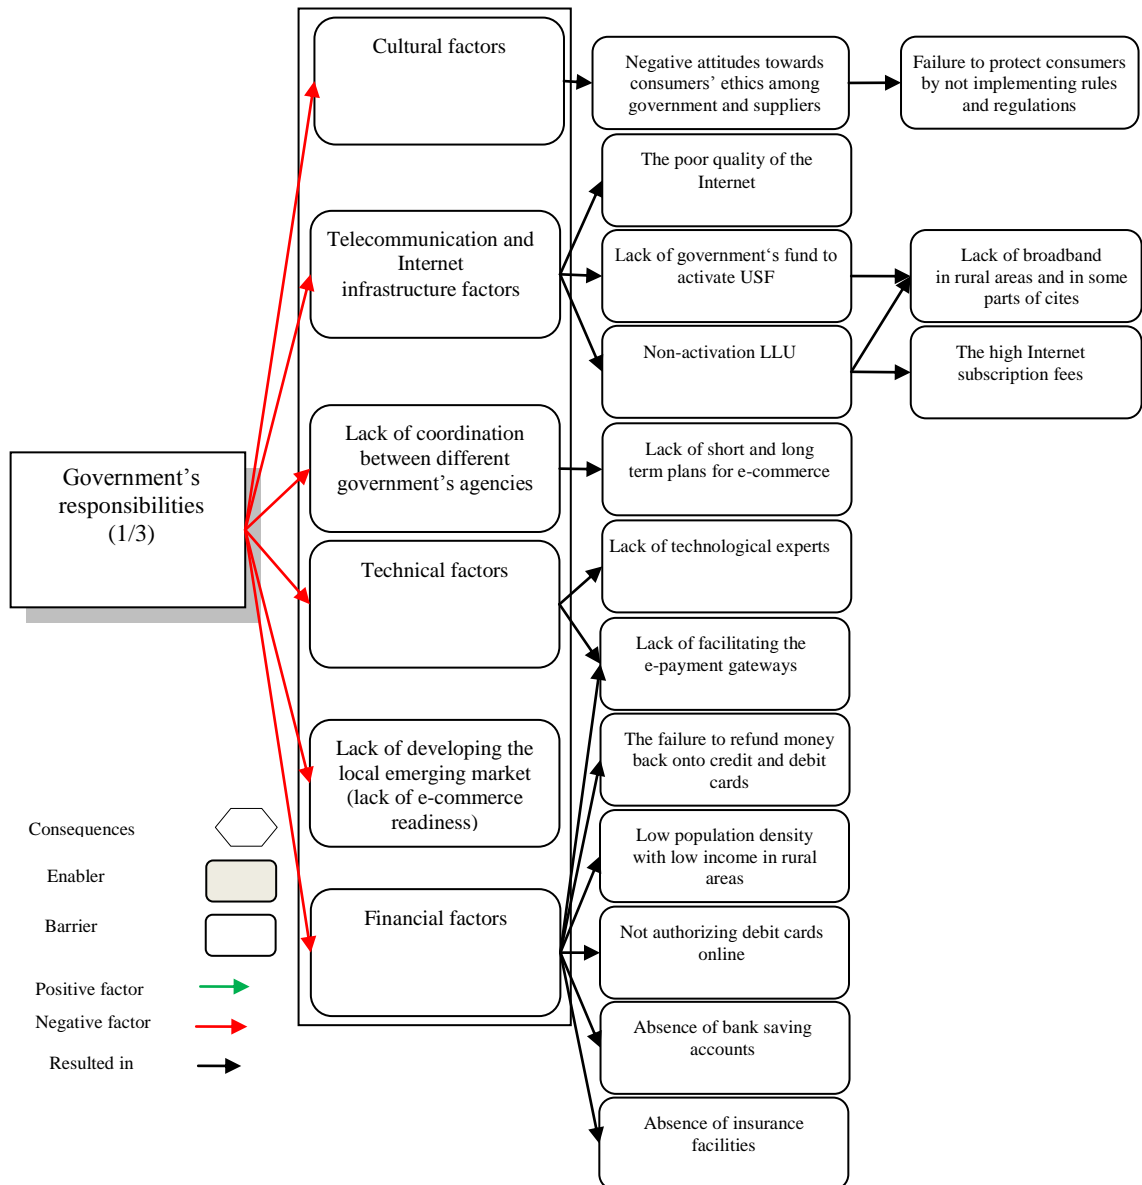 Cultural factors
Negative attitudes towards
consumers’ ethics among
government and suppliers
Failure to protect consumers
by not implementing rules
and regulations
The poor quality of the
Internet
Telecommunication and
Internet
infrastructure factors
Lack of government‘s fund to
activate USF
Lack of broadband
in rural areas and in some
parts of cites
Non-activation LLU
The high Internet
subscription fees
Lack of coordination
between different
government’s agencies
Lack of short and long
term plans for e-commerce
Government’s
responsibilities
(1/3)
Technical factors
Lack of technological experts
Lack of facilitating the
e-payment gateways
Lack of developing the
local emerging market
(lack of e-commerce
readiness)
The failure to refund money
back onto credit and debit
cards
Low population density
with low income in rural
areas
Financial factors
Not authorizing debit cards
online
Absence of bank saving
accounts
Absence of insurance
facilities
Consequences
Enabler
Barrier
Positive factor
Negative factor
Resulted in